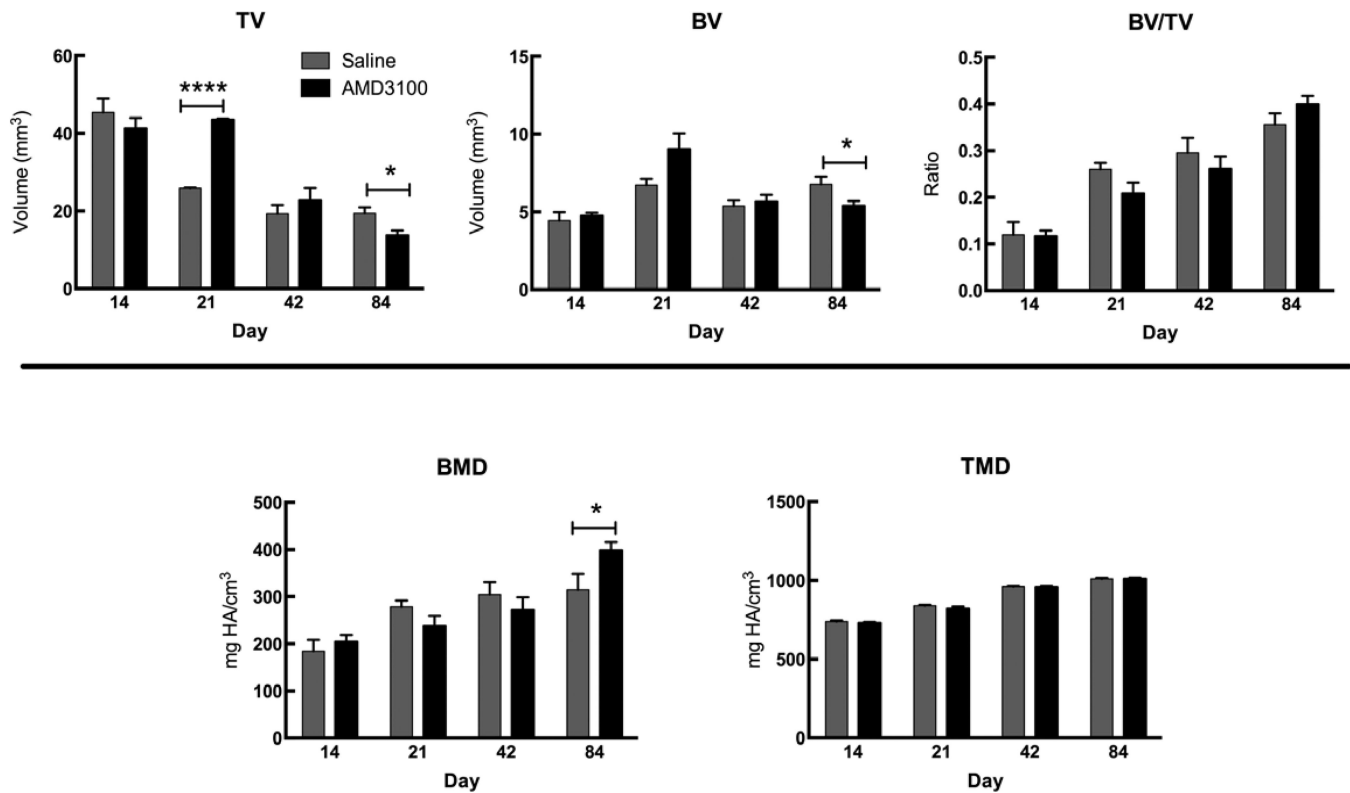 TV
Volume (mm³)
60
40
20
0
Saline
AMD3100
****
*
14 21 42 84
Day
BV
Volume (mm³)
15
10
5
0
*
14 21 42 84
Day
BV/TV
Ratio
0.5
0.4
0.3
0.2
0.1
0.0
14 21 42 84
Day
BMD
mg HA/cm³
500
400
300
200
100
0
*
14 21 42 84
Day
TMD
mg HA/cm³
1500
1000
500
0
14 21 42 84
Day